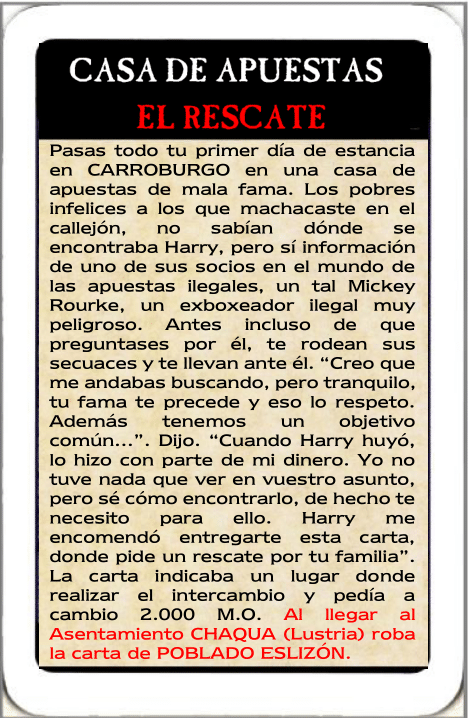 CASA DE APUESTAS
EL RESCATE
Pasas todo tu primer día de estancia
en CARROBURGO en una casa de
apuestas de mala fama. Los pobres
infelices a los que machacaste en el
callejón, no sabían dónde se
encontraba Harry, pero sí información
de uno de sus socios en el mundo de
las apuestas ilegales, un tal Mickey
Rourke, un exboxeador ilegal muy
peligroso. Antes incluso de que
preguntases por él, te rodean sus
secuaces y te llevan ante él. “Creo que
me andabas buscando, pero tranquilo,
tu fama te precede y eso lo respeto.
Además tenemos un objetivo
común...”. Dijo. “Cuando Harry huyó,
lo hizo con parte de mi dinero. Yo no
tuve nada que ver en vuestro asunto,
pero sé cómo encontrarlo, de hecho te
necesito para ello. Harry me
encomendó entregarte esta carta,
donde pide un rescate por tu familia”.
La carta indicaba un lugar donde
realizar el intercambio y pedía a
cambio 2.000 M.O. Al llegar al
Asentamiento CHAQUA (Lustria) roba
la carta de POBLADO ESLIZÓN.